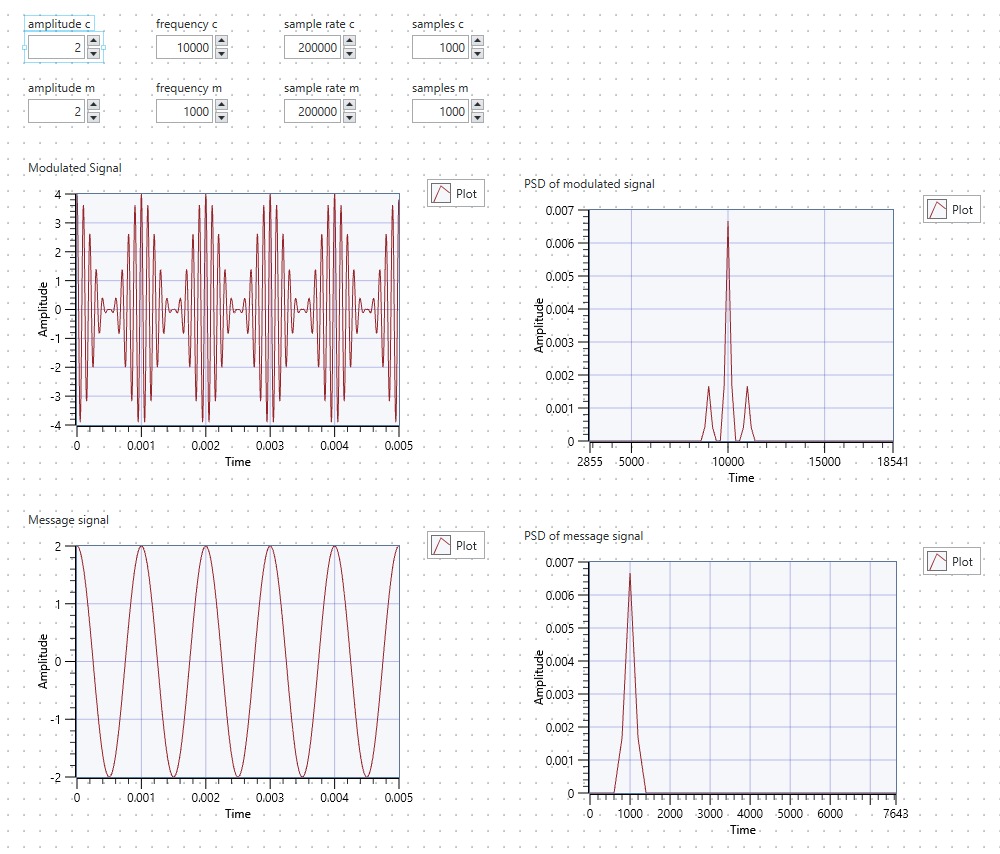 amplitude c frequency c sample rate c samples c
2 10000 200000 1000
amplitude m frequency m sample rate m samples m
2 1000 200000 1000
Modulated Signal
Plot
4
3
2
1
0
-1
-2
-3
-4
Amplitude
0 0.001 0.002 0.003 0.004 0.005
Time
PSD of modulated signal
Plot
0.007
0.006
0.005
0.004
0.003
0.002
0.001
0
Amplitude
2855 5000 10000 15000 18541
Time
Message signal
Plot
2
1
0
-1
-2
Amplitude
0 0.001 0.002 0.003 0.004 0.005
Time
PSD of message signal
Plot
0.007
0.006
0.005
0.004
0.003
0.002
0.001
0
Amplitude
0 1000 2000 3000 4000 5000 6000 7643
Time